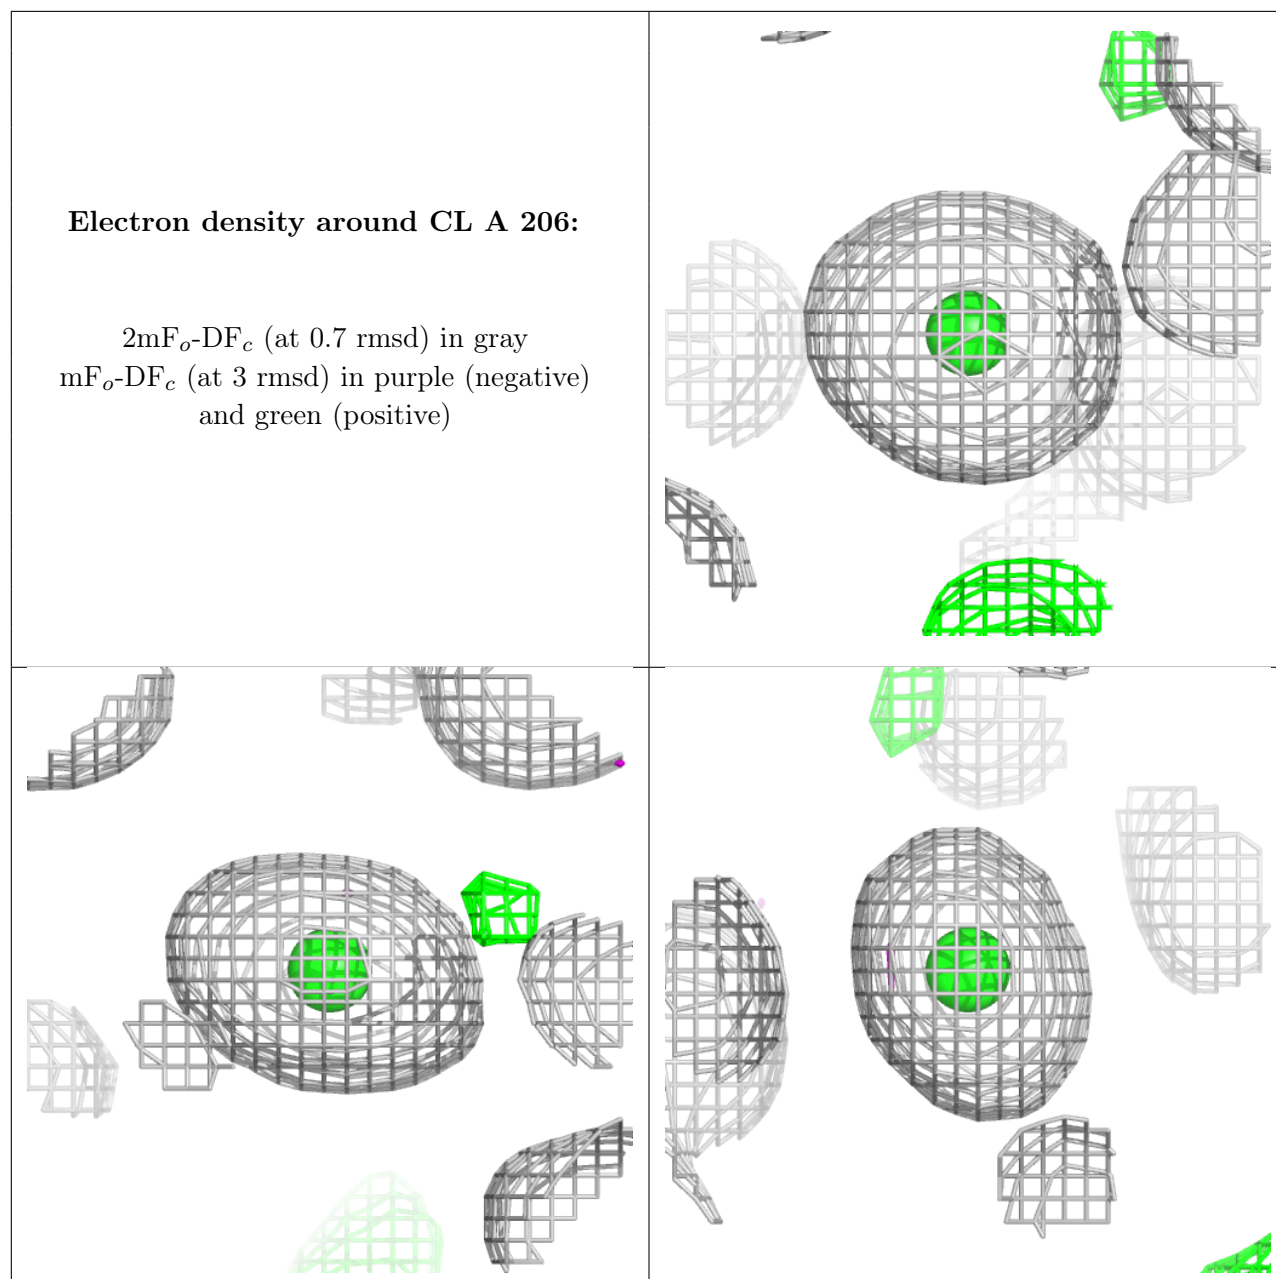 Electron density around CL A 206:
2mFo-DFc (at 0.7 rmsd) in gray
mFo-DFc (at 3 rmsd) in purple (negative)
and green (positive)